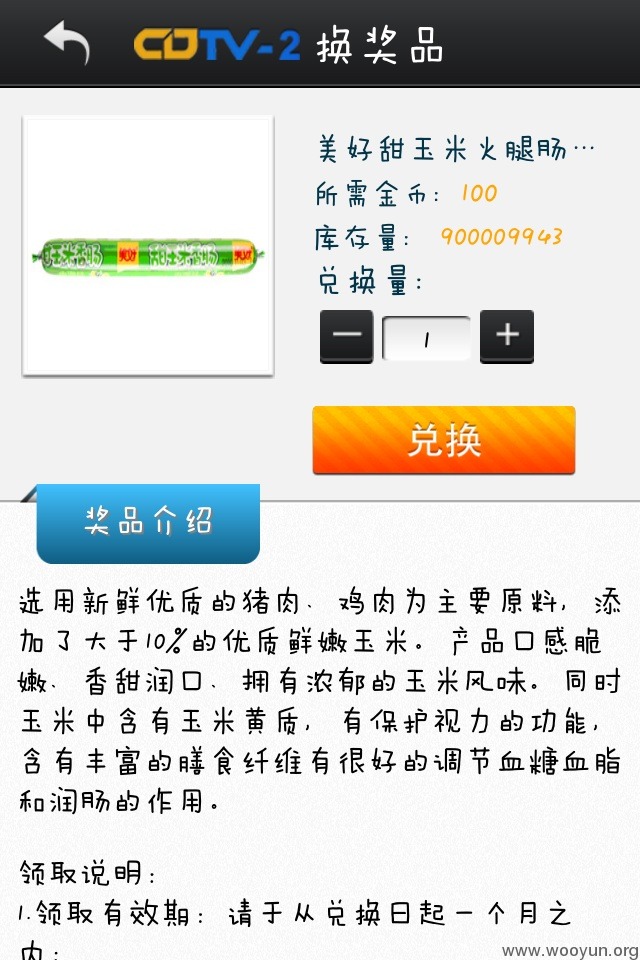 CDTV-2 换奖品
美好甜玉米火腿肠…
所需金币: 100
库存量: 900009943
兑换量:
— 1 +
美好
美好
兑换
奖品介绍
选用新鲜优质的猪肉、鸡肉为主要原料,添
加了大于10%的优质鲜嫩玉米。产品口感脆
嫩、香甜润口、拥有浓郁的玉米风味。同时
玉米中含有玉米黄质,有保护视力的功能,
含有丰富的膳食纤维有很好的调节血糖血脂
和润肠的作用。
领取说明:
1.领取有效期:请于从兑换日起一个月之
内;
www.wooyun.org